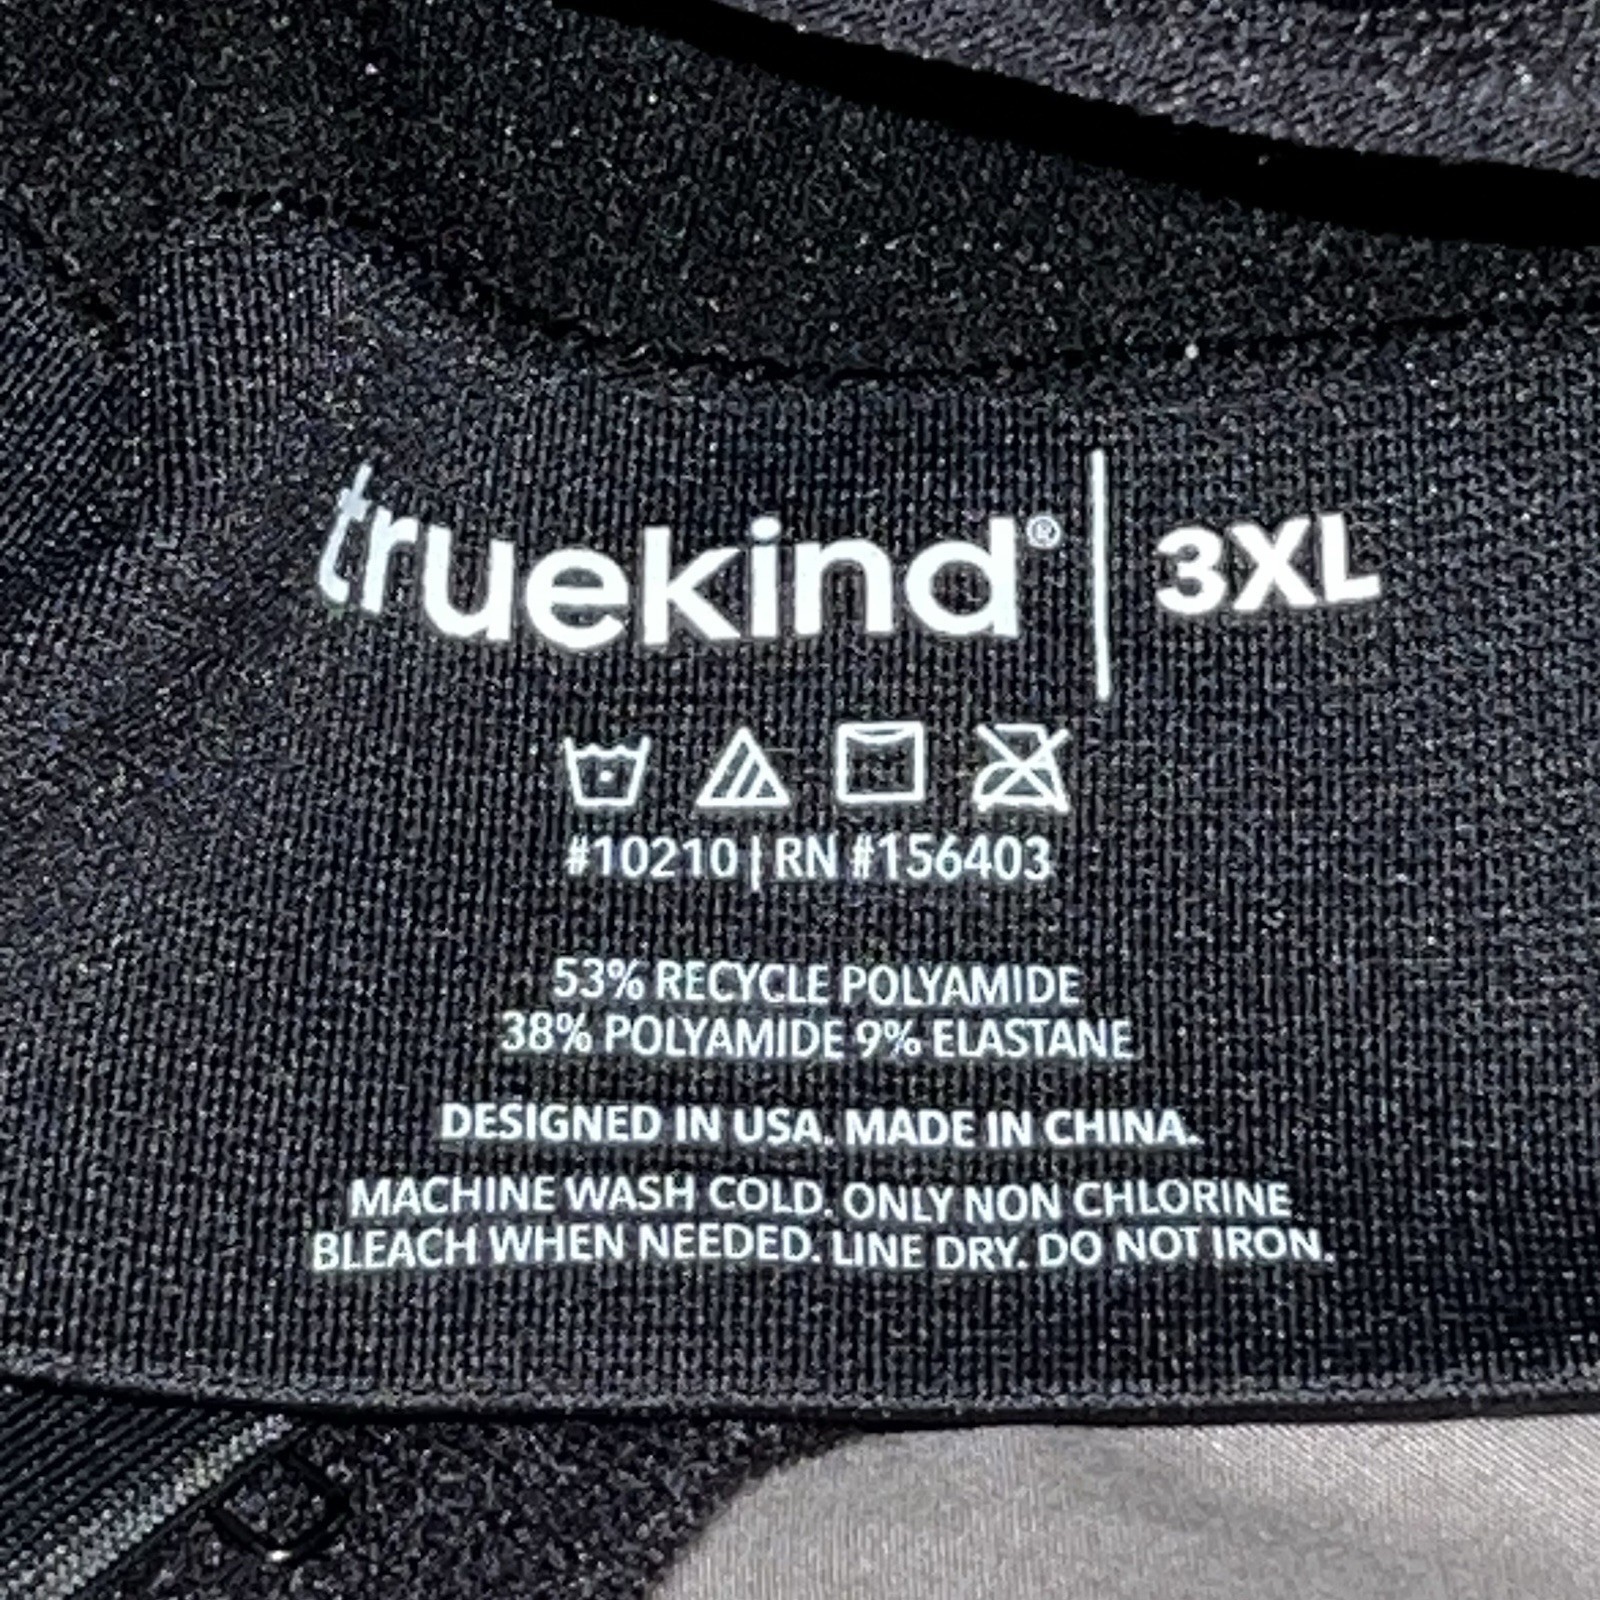 truekind® | 3XL
#10210 | RN #156403
53% RECYCLE POLYAMIDE
38% POLYAMIDE 9% ELASTANE
DESIGNED IN USA. MADE IN CHINA.
MACHINE WASH COLD. ONLY NON CHLORINE
BLEACH WHEN NEEDED. LINE DRY. DO NOT IRON.